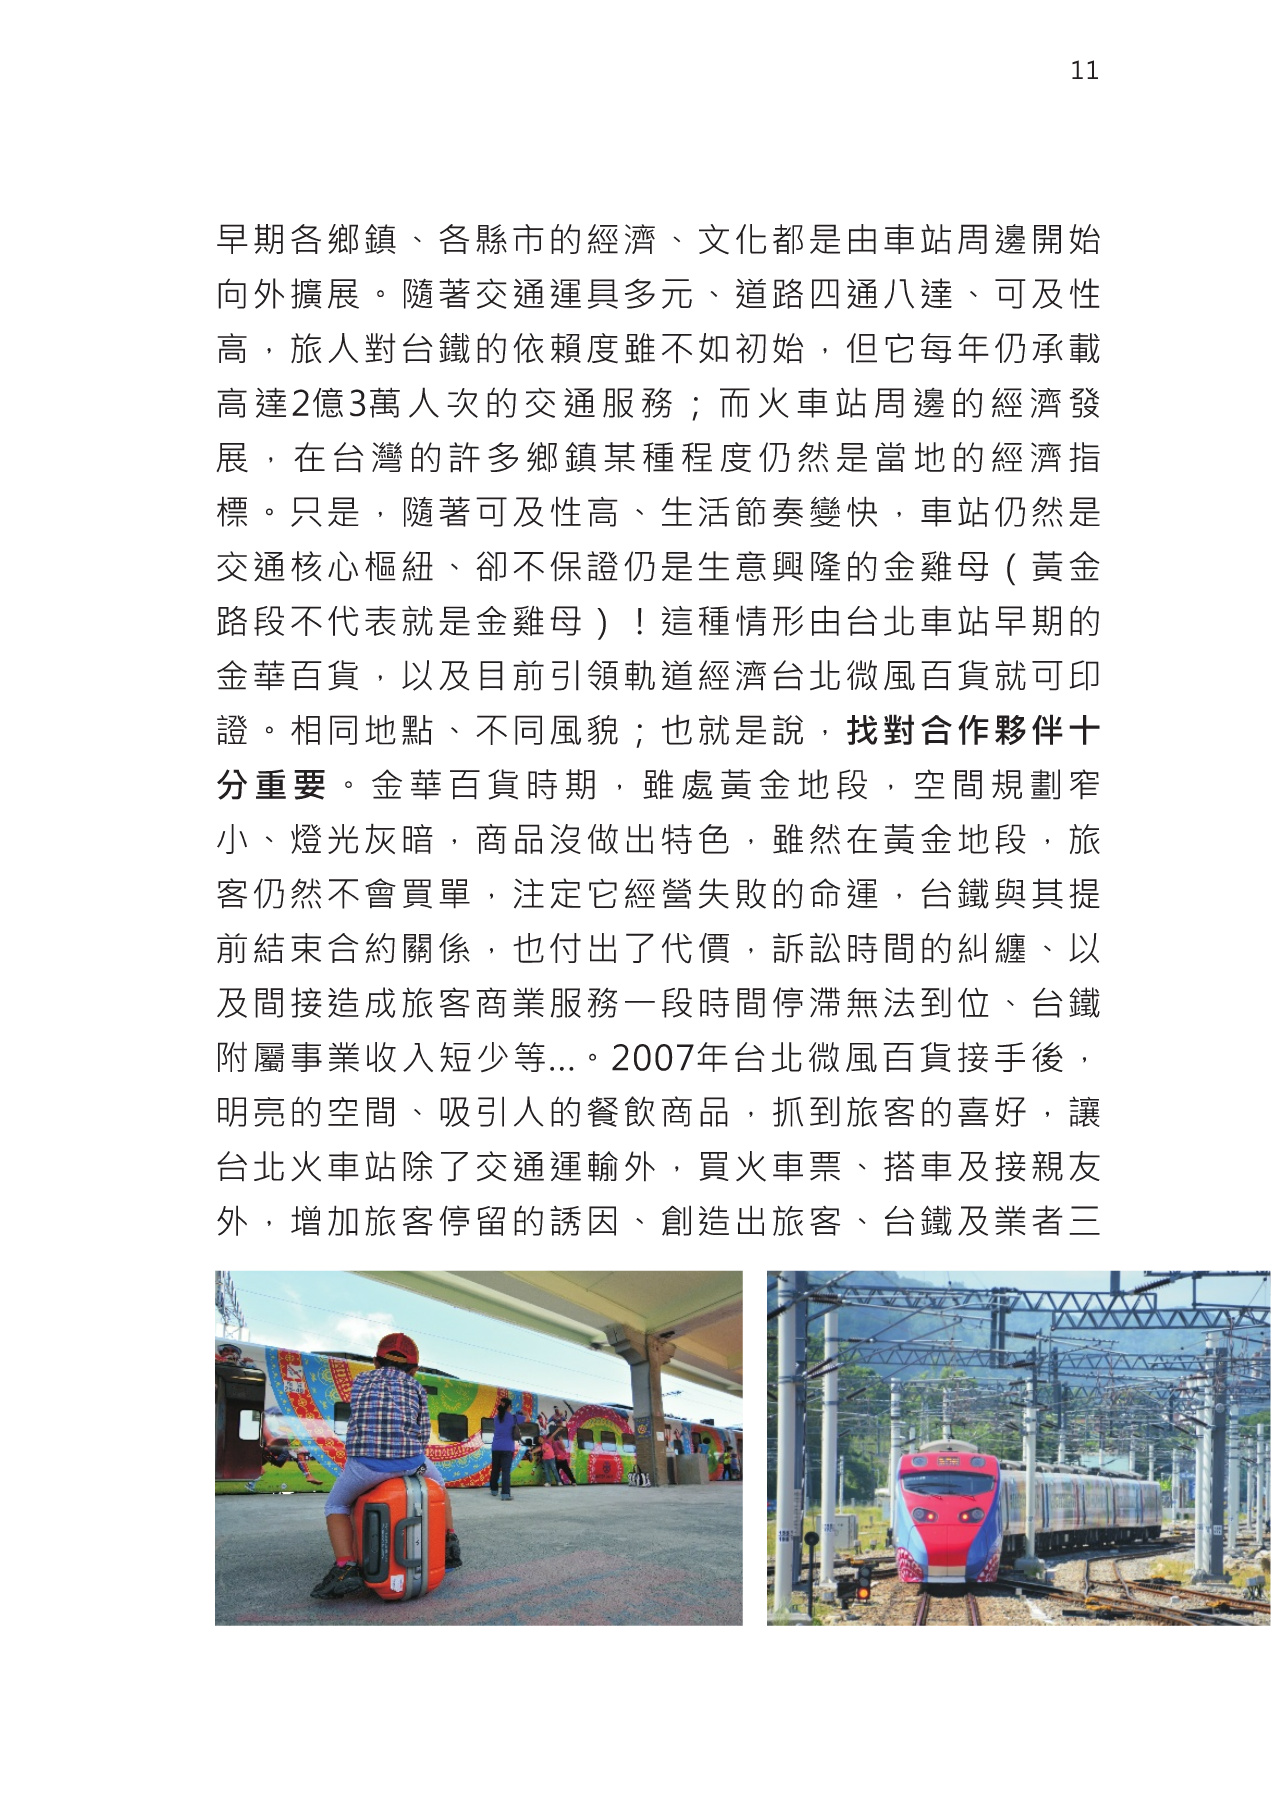 11
早期各鄉鎮、各縣市的經濟、文化都是由車站周邊開始
向外擴展。隨著交通運具多元、道路四通八達、可及性
高，旅人對台鐵的依賴度雖不如初始，但它每年仍承載
高達2億3萬人次的交通服務；而火車站周邊的經濟發
展，在台灣的許多鄉鎮某種程度仍然是當地的經濟指
標。只是，隨著可及性高、生活節奏變快，車站仍然是
交通核心樞紐、卻不保證仍是生意興隆的金雞母（黃金
路段不代表就是金雞母）！這種情形由台北車站早期的
金華百貨，以及目前引領軌道經濟台北微風百貨就可印
證。相同地點、不同風貌；也就是說，找對合作夥伴十
分重要。金華百貨時期，雖處黃金地段，空間規劃窄
小、燈光灰暗，商品沒做出特色，雖然在黃金地段，旅
客仍然不會買單，注定它經營失敗的命運，台鐵與其提
前結束合約關係，也付出了代價，訴訟時間的糾纏、以
及間接造成旅客商業服務一段時間停滯無法到位、台鐵
附屬事業收入短少等...。2007年台北微風百貨接手後，
明亮的空間、吸引人的餐飲商品，抓到旅客的喜好，讓
台北火車站除了交通運輸外，買火車票、搭車及接親友
外，增加旅客停留的誘因、創造出旅客、台鐵及業者三